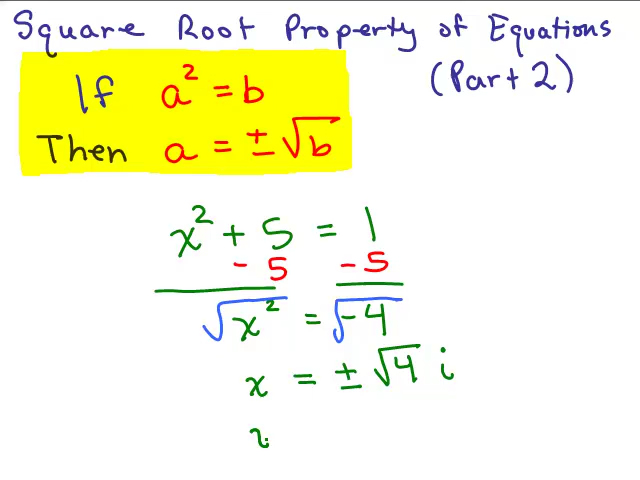 Square Root Property of Equations
(Part 2)
If a² = b
Then a = ±√b
x² + 5 = 1
- 5 - 5
√x² = √-4
x = ±√4 i